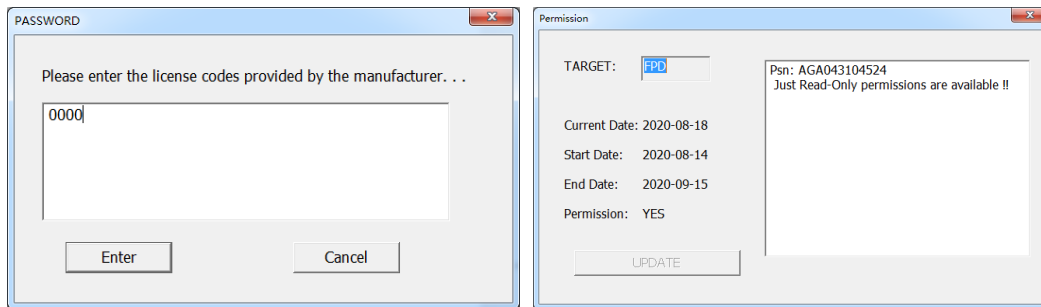 PASSWORD
Please enter the license codes provided by the manufacturer. . .
0000
Enter
Cancel
Permission
TARGET:
FPD
Psn: AGA043104524
Just Read-Only permissions are available !!
Current Date: 2020-08-18
Start Date: 2020-08-14
End Date: 2020-09-15
Permission: YES
UPDATE